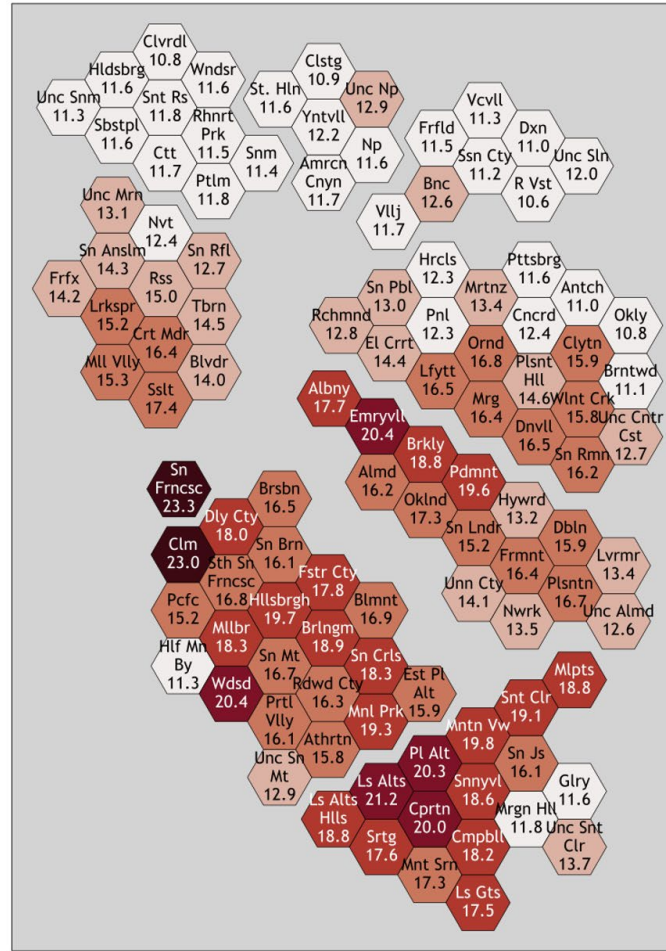 Clvrdl
10.8
Hldsbrg
11.6
Wndsr
11.6
Unc Snm
11.3
Snt Rs
11.8
Sbstpl
11.6
Rhnrt
Prk
11.5
Ctt
11.7
Snm
11.4
Ptlm
11.8
Clstg
10.9
St. Hln
11.6
Unc Np
12.9
Yntvll
12.2
Np
11.6
Amrcn
Cnyn
11.7
Vcvll
11.3
Frfld
11.5
Dxn
11.0
Ssn Cty
11.2
Unc Sln
12.0
Bnc
12.6
R Vst
10.6
Vllj
11.7
Unc Mrn
13.1
Nvt
12.4
Sn Anslm
14.3
Sn Rfl
12.7
Frfx
14.2
Rss
15.0
Lrkspr
15.2
Tbrn
14.5
Crt Mdr
16.4
Mll Vlly
15.3
Blvdr
14.0
Sslt
17.4
Hrcls
12.3
Pttsbrg
11.6
Sn Pbl
13.0
Mrtnz
13.4
Antch
11.0
Rchmnd
12.8
Pnl
12.3
Cncrd
12.4
Okly
10.8
El Crrt
14.4
Ornd
16.8
Clytn
15.9
Lfytt
16.5
Plsnt
Hll
14.6
Brntwd
11.1
Mrg
16.4
Wlnt Crk
15.8
Dnvll
16.5
Unc Cntr
Cst
12.7
Sn Rmn
16.2
Albny
17.7
Emryvll
20.4
Brkly
18.8
Almd
16.2
Pdmnt
19.6
Oklnd
17.3
Hywrd
13.2
Sn Lndr
15.2
Dbln
15.9
Frmnt
16.4
Lvrmr
13.4
Unn Cty
14.1
Plsntn
16.7
Nwrk
13.5
Unc Almd
12.6
Sn
Frncsc
23.3
Brsbn
16.5
Dly Cty
18.0
Clm
23.0
Sn Brn
16.1
Sth Sn
Frncsc
16.8
Fstr Cty
17.8
Pcfc
15.2
Hllsbrgh
19.7
Blmnt
16.9
Mllbr
18.3
Brlngm
18.9
Hlf Mn
By
11.3
Sn Mt
16.7
Sn Crls
18.3
Wdsd
20.4
Rdwd Cty
16.3
Est Pl
Alt
15.9
Prtl
Vlly
16.1
Mnl Prk
19.3
Athrtn
15.8
Unc Sn
Mt
12.9
Mlpts
18.8
Snt Clr
19.1
Mntn Vw
19.8
Pl Alt
20.3
Sn Js
16.1
Ls Alts
21.2
Snnyvl
18.6
Glry
11.6
Ls Alts
Hlls
18.8
Cprtn
20.0
Mrgn Hll
11.8
Srtg
17.6
Cmpbll
18.2
Unc Snt
Clr
13.7
Mnt Srn
17.3
Ls Gts
17.5